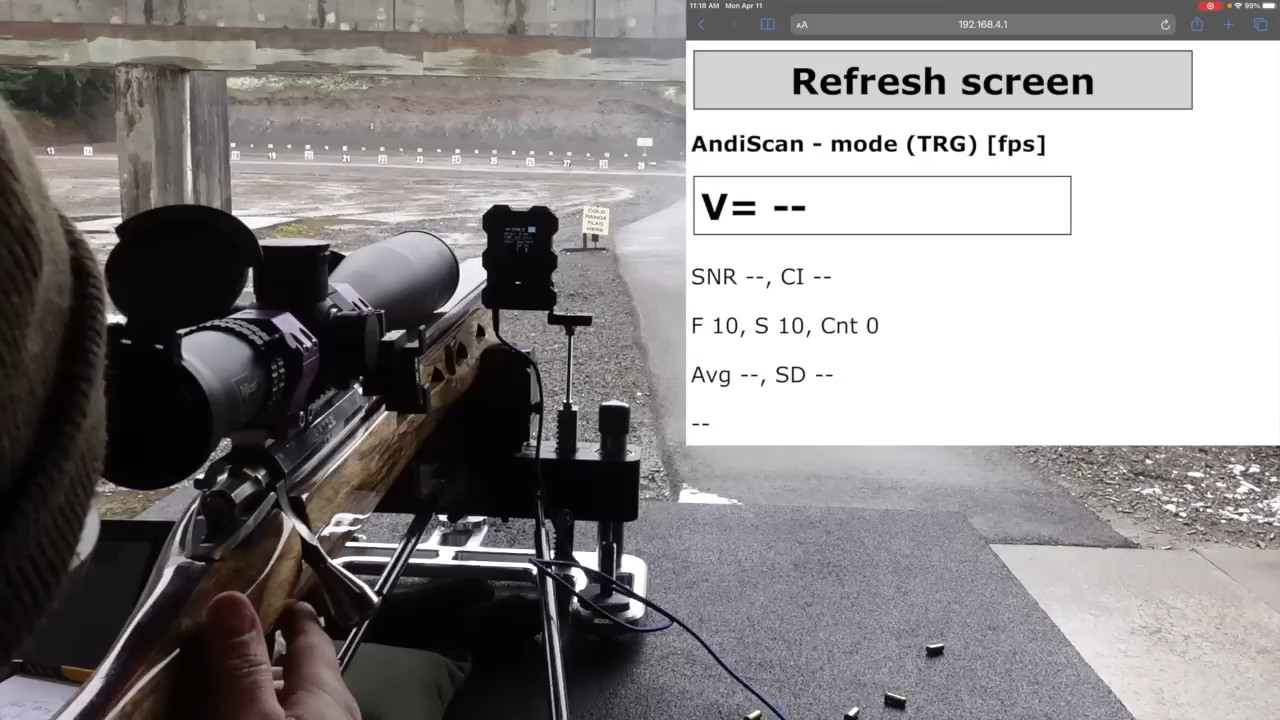 11:18 AM Mon Apr 11
99%
AA
192.168.4.1
Refresh screen
AndiScan - mode (TRG) [fps]
V= --
SNR --, CI --
F 10, S 10, Cnt 0
Avg --, SD --
--
13 14 18 19 20 21 22 23 24 25 26 27 28 29
COLD
RANGE
FLAG
HERE